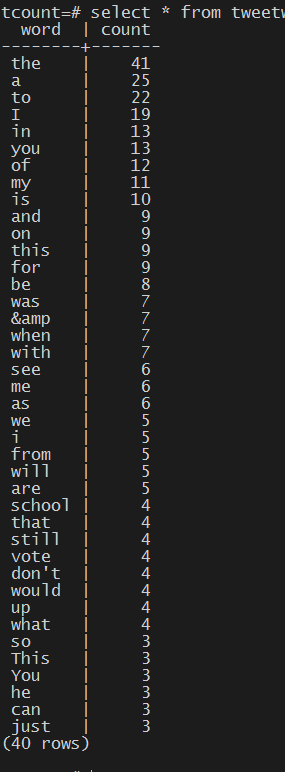 tcount=# select * from tweetw
word | count
--------+-------
the | 41
a | 25
to | 22
I | 19
in | 13
you | 13
of | 12
my | 11
is | 10
and | 9
on | 9
this | 9
for | 9
be | 8
was | 7
&amp | 7
when | 7
with | 7
see | 6
me | 6
as | 6
we | 5
i | 5
from | 5
will | 5
are | 5
school | 4
that | 4
still | 4
vote | 4
don't | 4
would | 4
up | 4
what | 4
so | 3
This | 3
You | 3
he | 3
can | 3
just | 3
(40 rows)